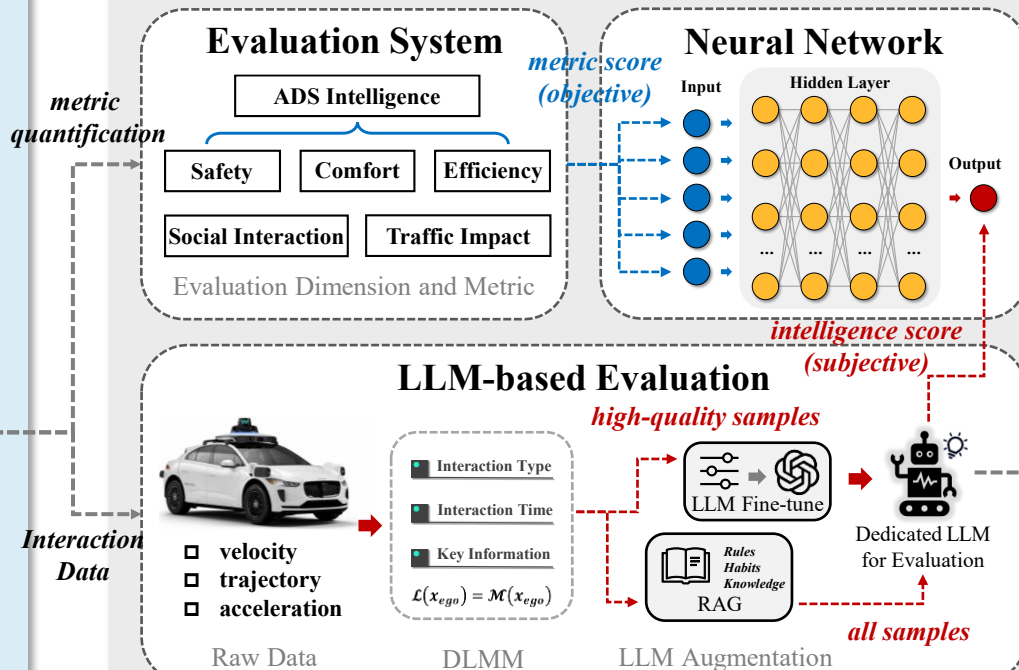 metric
quantification
Interaction
Data
Evaluation System
ADS Intelligence
Safety
Comfort
Efficiency
Social Interaction
Traffic Impact
Evaluation Dimension and Metric
metric score
(objective)
Neural Network
Input
Hidden Layer
Output
...
...
...
...
intelligence score
(subjective)
LLM-based Evaluation
velocity
trajectory
acceleration
Raw Data
Interaction Type
Interaction Time
Key Information
ℒ(x_ego) = ℳ(x_ego)
DLMM
high-quality samples
LLM Fine-tune
Rules
Habits
Knowledge
RAG
LLM Augmentation
Dedicated LLM
for Evaluation
all samples